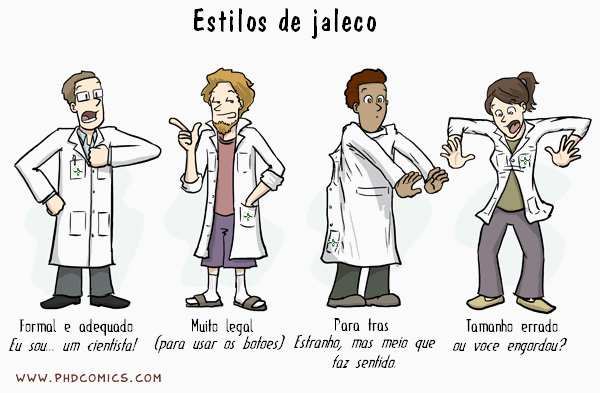 Estilos de jaleco
Formal e adequado
Eu sou... um cientista!
Muito legal
(para usar os botoes)
Para tras
Estranho, mas meio que
faz sentido.
Tamanho errado
ou voce engordou?
WWW.PHDCOMICS.COM